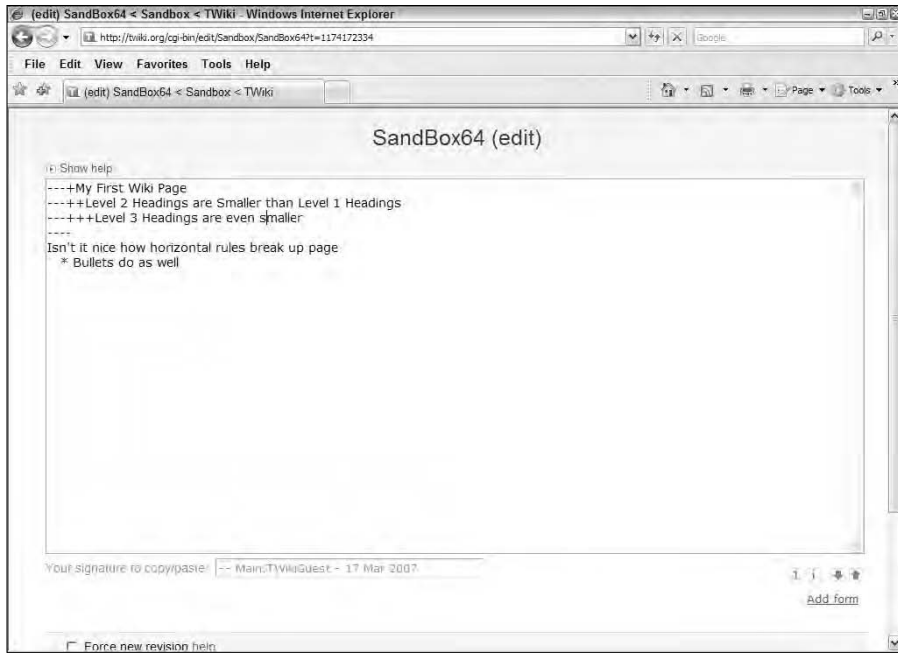 (edit) SandBox64 < Sandbox < TWiki - Windows Internet Explorer
http://twiki.org/cgi-bin/edit/Sandbox/SandBox64?t=1174172334
Google
File Edit View Favorites Tools Help
(edit) SandBox64 < Sandbox < TWiki
Page Tools
SandBox64 (edit)
Show help
---+My First Wiki Page
---++Level 2 Headings are Smaller than Level 1 Headings
---+++Level 3 Headings are even smaller
----
Isn't it nice how horizontal rules break up page
* Bullets do as well
Your signature to copy/paste: -- Main.TWikiGuest - 17 Mar 2007
Add form
Force new revision help